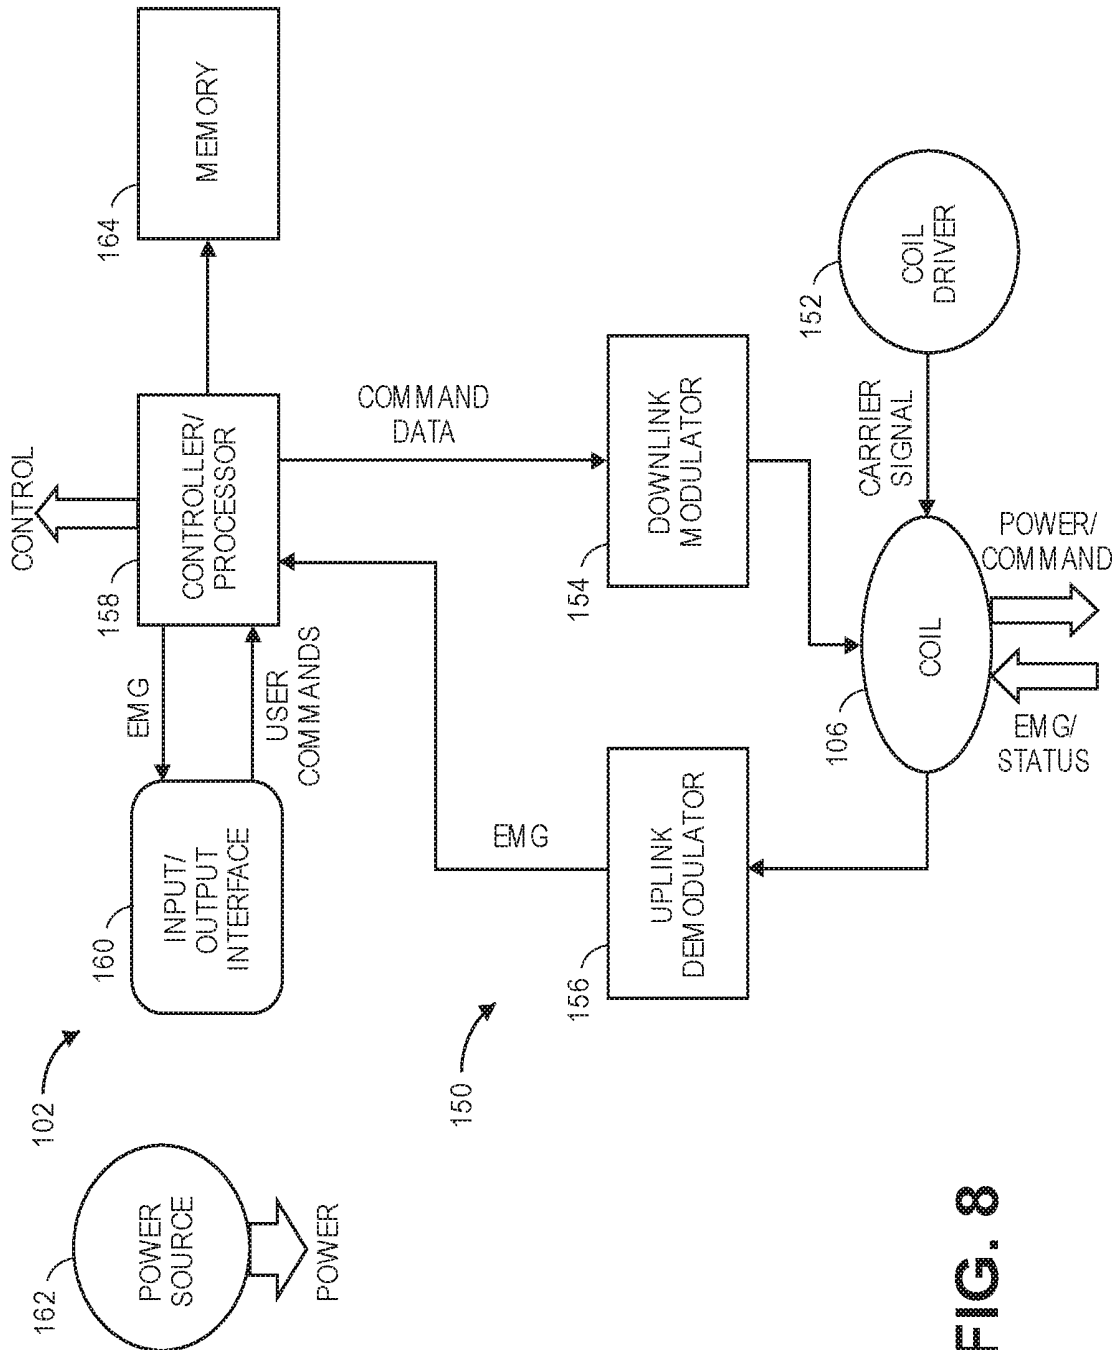 162
POWER
SOURCE
POWER
102
160
INPUT/
OUTPUT
INTERFACE
EMG
USER
COMMANDS
CONTROL
158
CONTROLLER/
PROCESSOR
164
MEMORY
150
EMG
COMMAND
DATA
156
UPLINK
DEMODULATOR
154
DOWNLINK
MODULATOR
106
COIL
CARRIER
SIGNAL
152
COIL
DRIVER
EMG/
STATUS
POWER/
COMMAND
FIG. 8